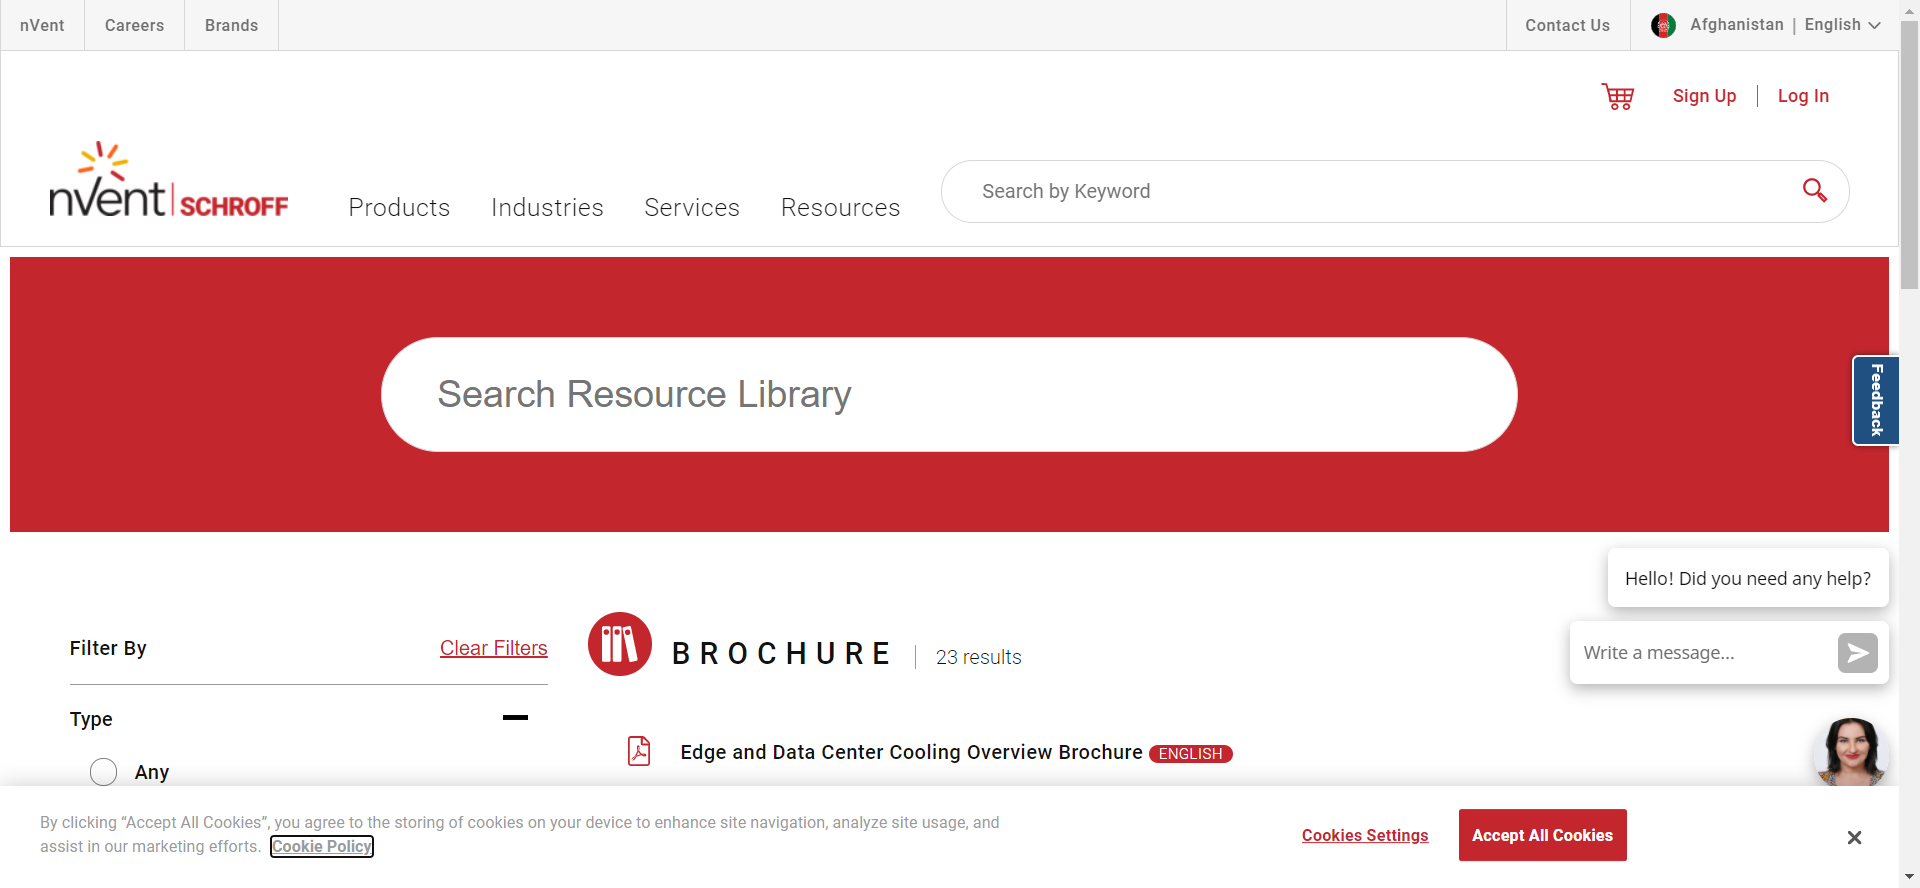 nVent
Careers
Brands
Contact Us
Afghanistan | English
Sign Up
Log In
nVent SCHROFF
Products
Industries
Services
Resources
Search by Keyword
Search Resource Library
Feedback
Hello! Did you need any help?
Filter By
Clear Filters
BROCHURE
23 results
Write a message...
Type
Edge and Data Center Cooling Overview Brochure ENGLISH
Any
By clicking “Accept All Cookies”, you agree to the storing of cookies on your device to enhance site navigation, analyze site usage, and
assist in our marketing efforts. Cookie Policy
Cookies Settings
Accept All Cookies